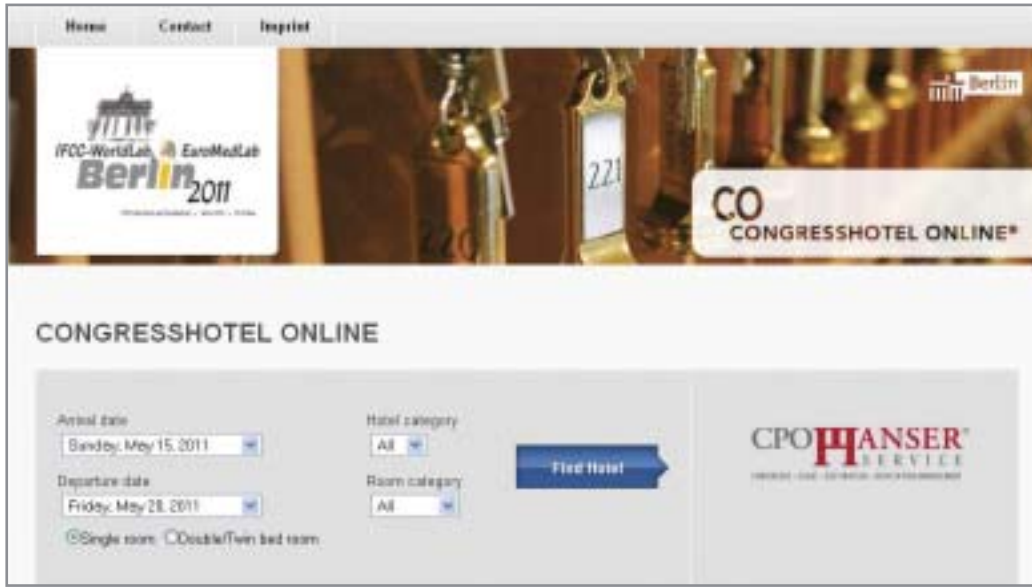 Home Contact Imprint
Berlin
IFCC-WorldLab EuroMedLab
Berlin
2011
221
220
CO
CONGRESSHOTEL ONLINE®
CONGRESSHOTEL ONLINE
Arrival date
Sunday, May 15, 2011
Departure date
Friday, May 20, 2011
Single room Double/Twin bed room
Hotel category
All
Room category
All
Find Hotel
CPO HANSER®
SERVICE